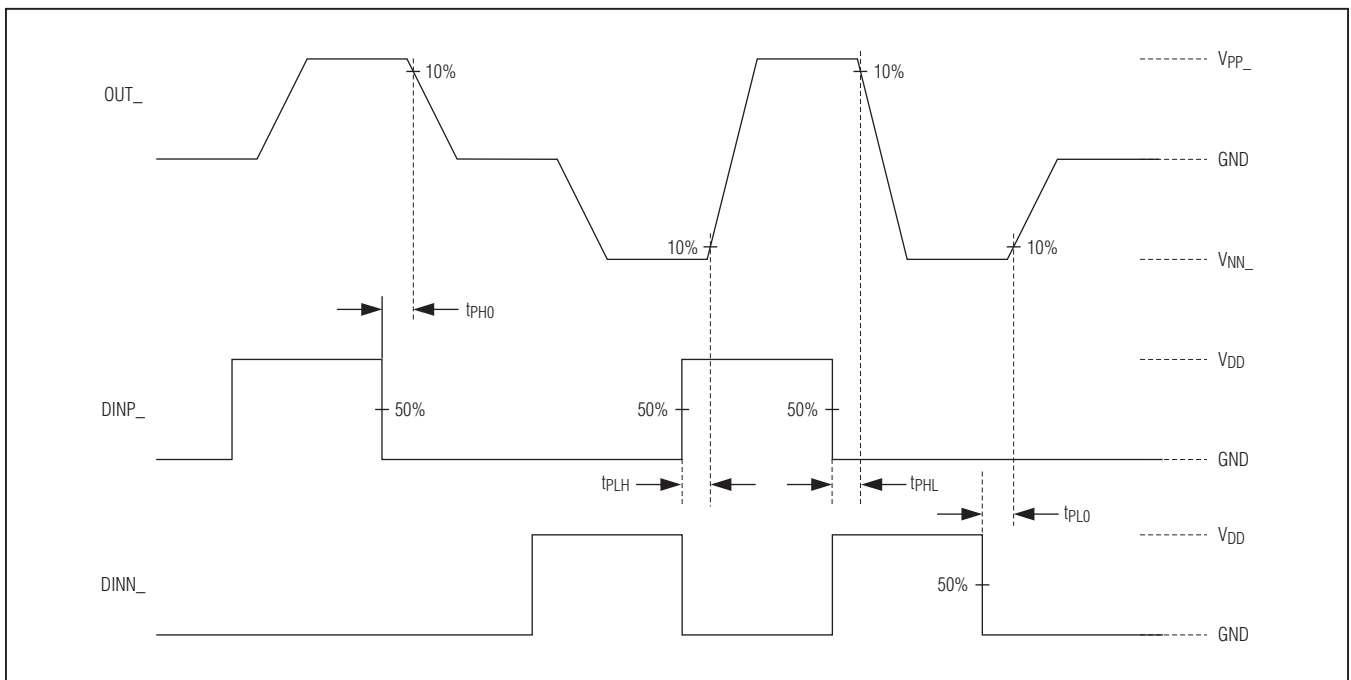 VPP_
10% 10%
OUT_
GND
10% 10%
VNN_
tPH0
VDD
DINP_ 50% 50% 50%
GND
tPLH tPHL
tPL0
VDD
DINN_ 50%
GND